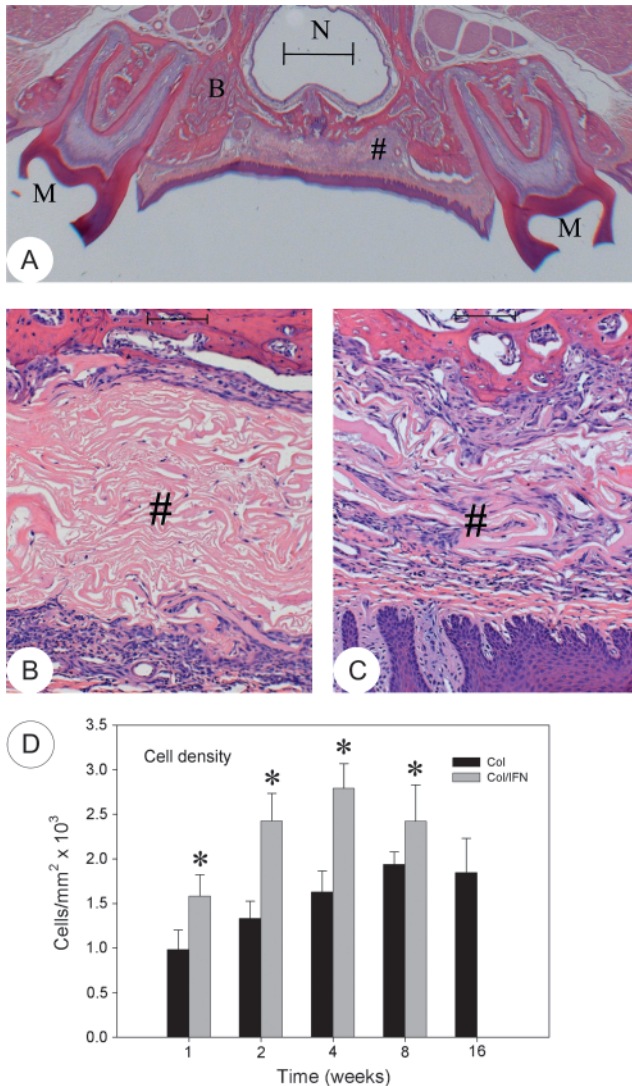 N
B
#
M
M
A
#
#
B
C
D
Cell density
Col
Col/IFN
*
*
*
*
3.5
3.0
2.5
2.0
1.5
1.0
0.5
0.0
Cells/mm² x 10³
1 2 4 8 16
Time (weeks)